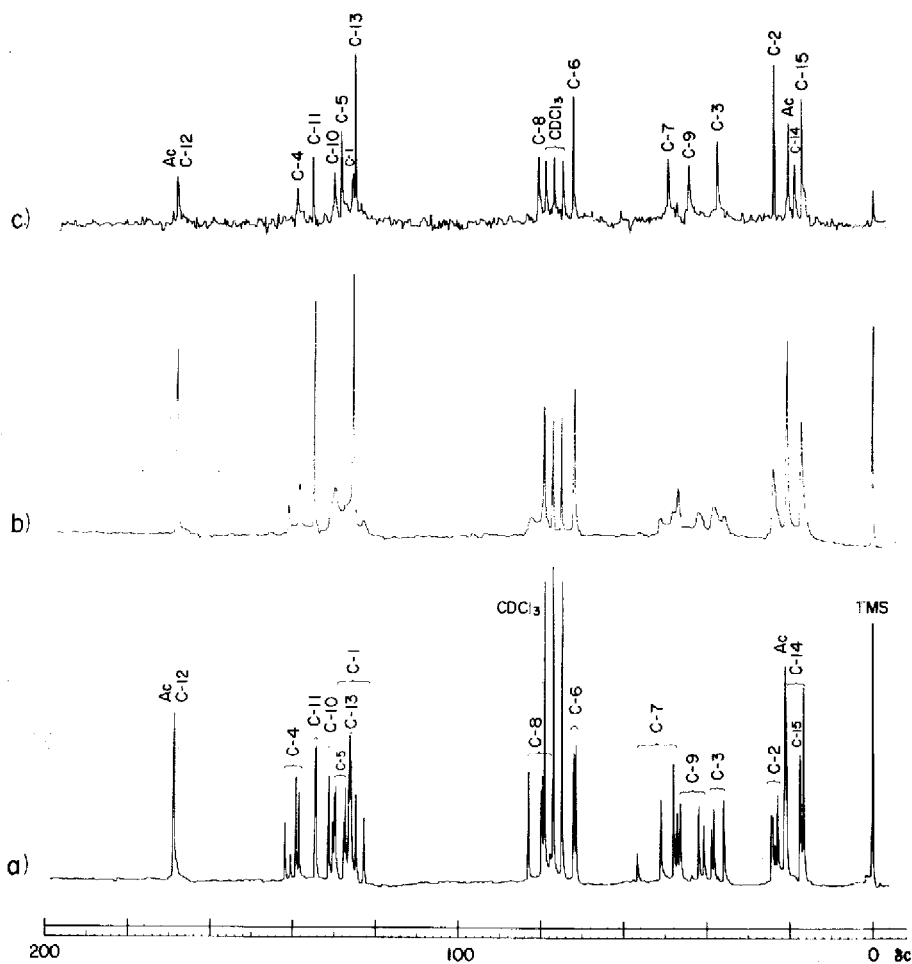 c)
Ac
C-12
C-4
C-11
C-10
C-5
C-1
C-13
C-8
CDCl₃
C-6
C-7
C-9
C-3
C-2
Ac
C-14
C-15
b)
a)
Ac
C-12
C-4
C-11
C-10
C-5
C-13
C-1
CDCl₃
C-8
C-6
C-7
C-9
C-3
C-2
Ac
C-15
C-14
TMS
200
100
0
δc